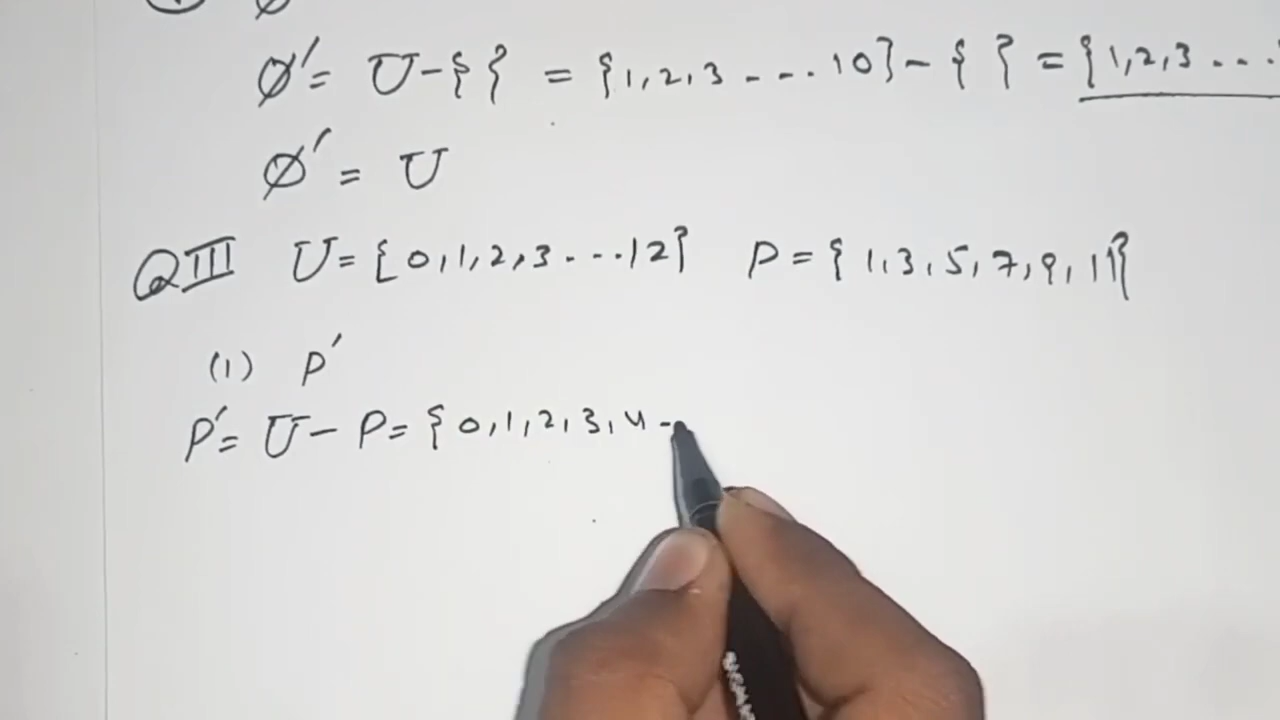 ∅' = U - { } = {1, 2, 3 - - - . 10} - { } = {1, 2, 3 . . .
∅' = U
QIII U = {0, 1, 2, 3 . - . . 12} P = {1, 3, 5, 7, 9, 11}
(1) P'
P' = U - P = {0, 1, 2, 3, 4 -